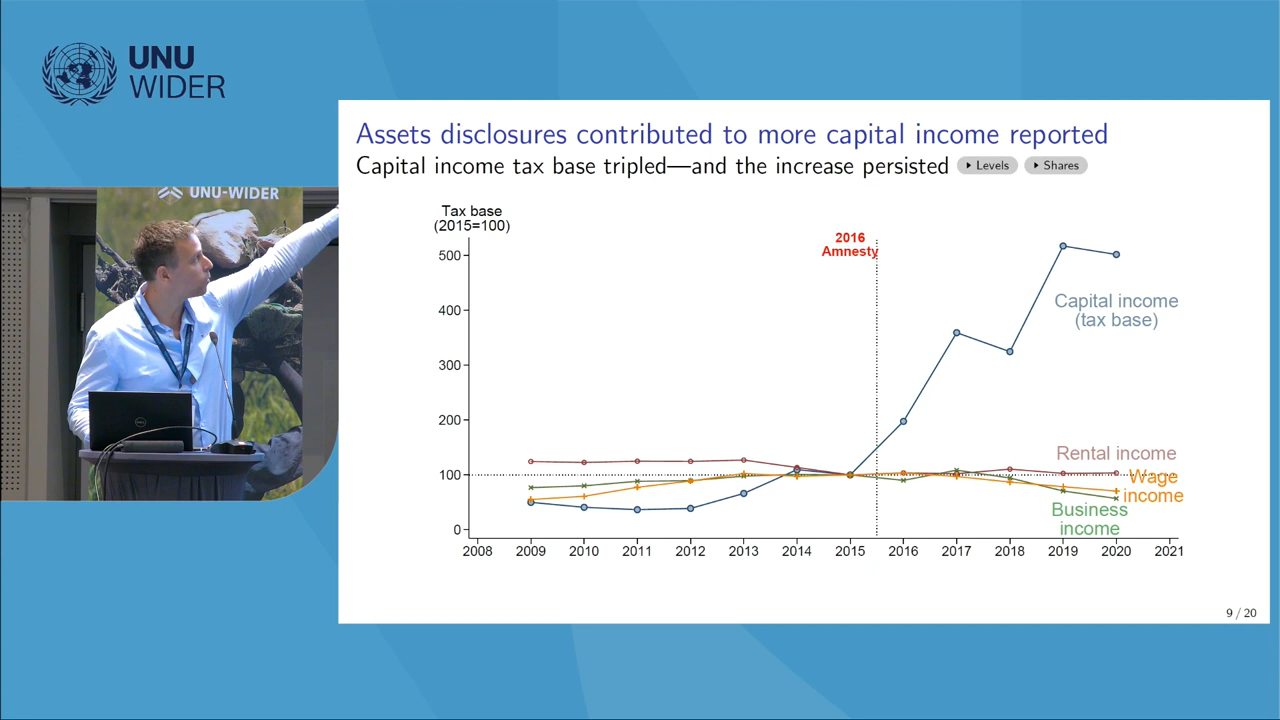 UNU
WIDER
UNU-WIDER
DELL
Assets disclosures contributed to more capital income reported
Capital income tax base tripled—and the increase persisted
Levels
Shares
Tax base
(2015=100)
500
400
300
200
100
0
2016
Amnesty
Capital income
(tax base)
Rental income
Wage
income
Business
income
2008 2009 2010 2011 2012 2013 2014 2015 2016 2017 2018 2019 2020 2021
9 / 20